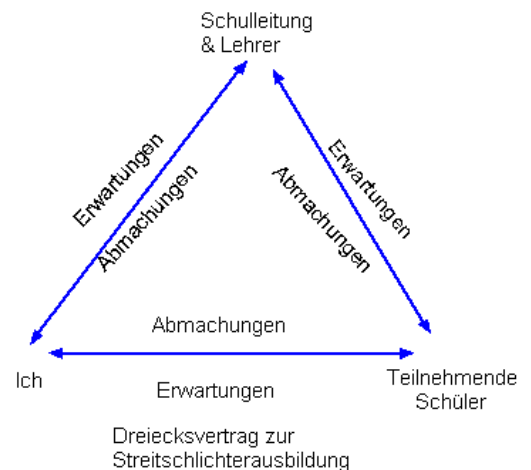 Schulleitung
& Lehrer
Erwartungen
Abmachungen
Erwartungen
Abmachungen
Abmachungen
Ich
Erwartungen
Teilnehmende
Schüler
Dreiecksvertrag zur
Streitschlichterausbildung